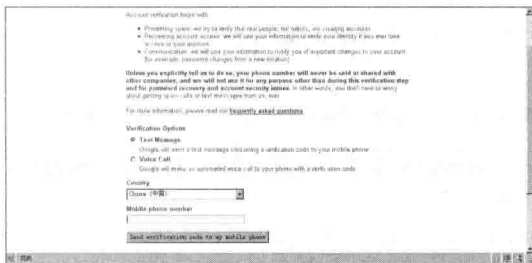 Account verification helps with:
Preventing spam: we try to verify that real people, not robots, are creating accounts
Recovering account access: we will use your information to verify your identity if you ever lose
access to your account
Communication: we will use your information to notify you of important changes to your account
(for example, password changes from a new location)
Unless you explicitly tell us to do so, your phone number will never be sold or shared with
other companies, and we will not use it for any purpose other than during this verification step
and for password recovery and account security issues. In other words, you don't have to worry
about getting spam calls or text messages from us, ever.
For more information, please read our frequently asked questions
Verification Options
Text Message
Google will send a text message containing a verification code to your mobile phone
Voice Call
Google will make an automated voice call to your phone with a verification code
Country
China (中国)
Mobile phone number
Send verification code to my mobile phone